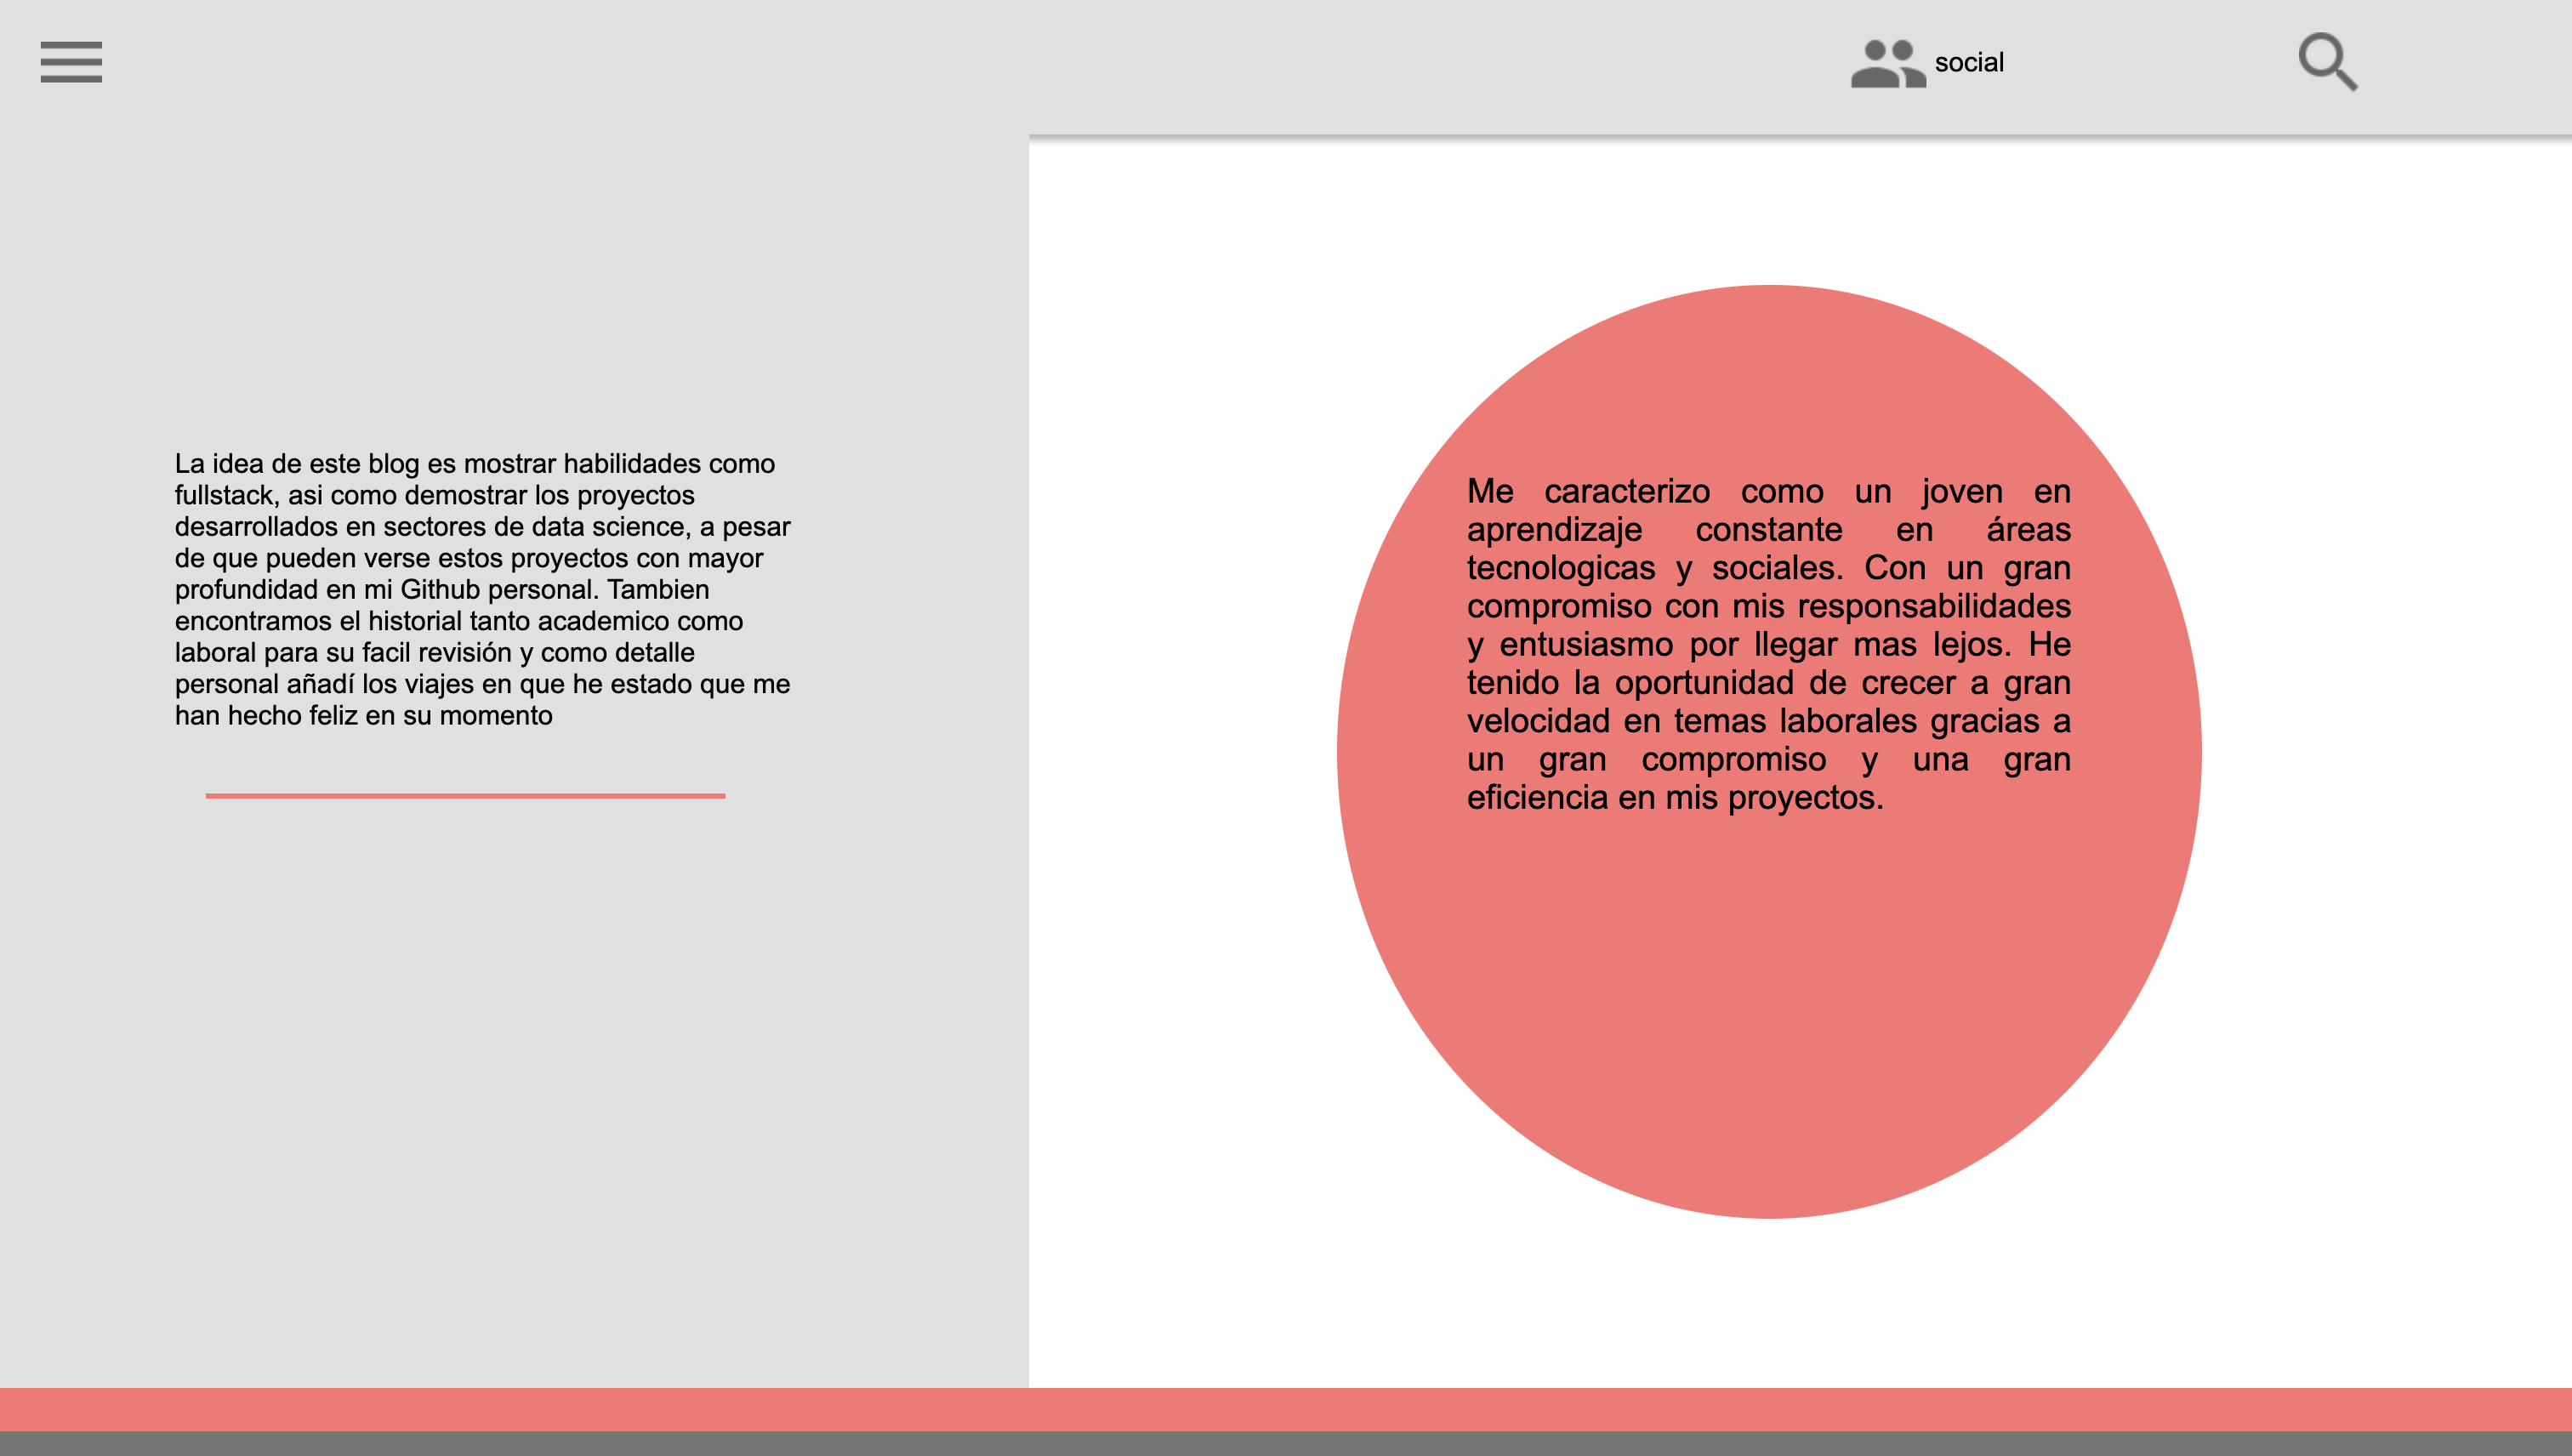 social
La idea de este blog es mostrar habilidades como
fullstack, asi como demostrar los proyectos
desarrollados en sectores de data science, a pesar
de que pueden verse estos proyectos con mayor
profundidad en mi Github personal. Tambien
encontramos el historial tanto academico como
laboral para su facil revisión y como detalle
personal añadí los viajes en que he estado que me
han hecho feliz en su momento
Me caracterizo como un joven en
aprendizaje constante en áreas
tecnologicas y sociales. Con un gran
compromiso con mis responsabilidades
y entusiasmo por llegar mas lejos. He
tenido la oportunidad de crecer a gran
velocidad en temas laborales gracias a
un gran compromiso y una gran
eficiencia en mis proyectos.